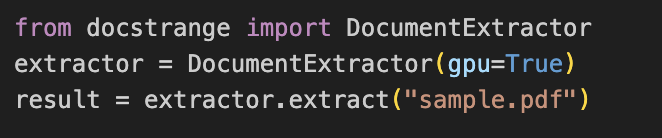 from docstrange import DocumentExtractor
extractor = DocumentExtractor(gpu=True)
result = extractor.extract("sample.pdf")